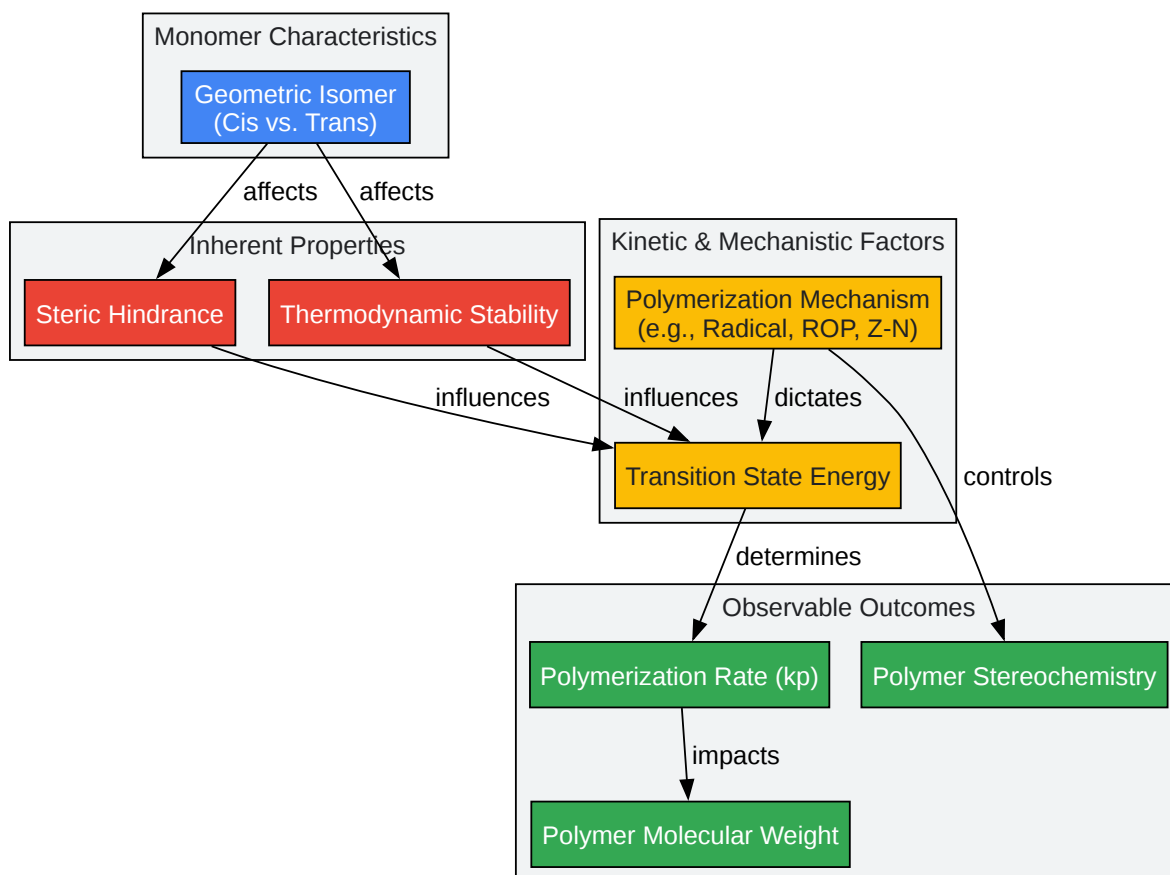 Monomer Characteristics
Geometric Isomer
(Cis vs. Trans)
affects
affects
Inherent Properties
Steric Hindrance
Thermodynamic Stability
Kinetic & Mechanistic Factors
Polymerization Mechanism
(e.g., Radical, ROP, Z-N)
influences
influences
dictates
Transition State Energy
controls
determines
Observable Outcomes
Polymerization Rate (kp)
Polymer Stereochemistry
impacts
Polymer Molecular Weight